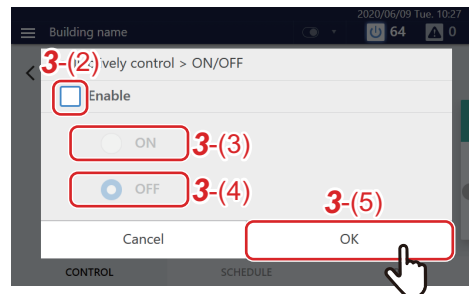 2020/06/09 Tue. 10:27
Building name
64
0
3-(2)
ively control > ON/OFF
Enable
ON
3-(3)
OFF
3-(4)
3-(5)
Cancel
OK
CONTROL
SCHEDULE